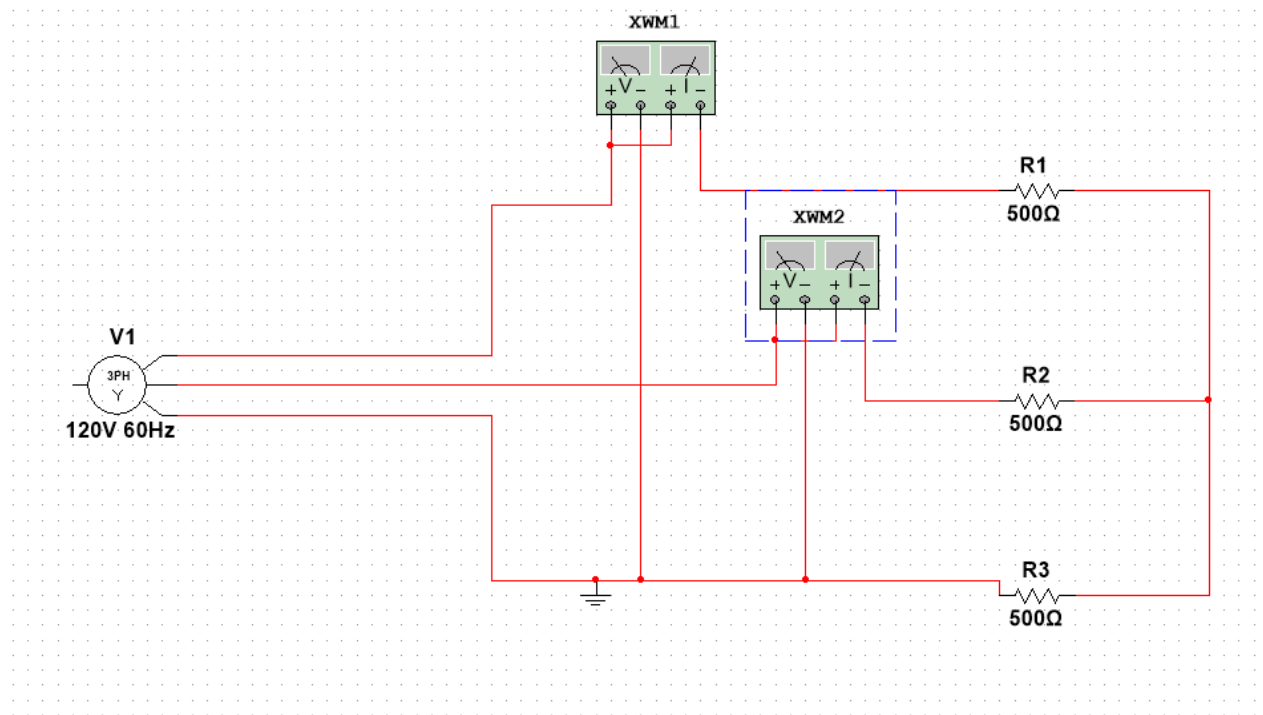 XWM1
V I
+ - + -
R1
500Ω
XWM2
V I
+ - + -
V1
3PH
Y
120V 60Hz
R2
500Ω
R3
500Ω